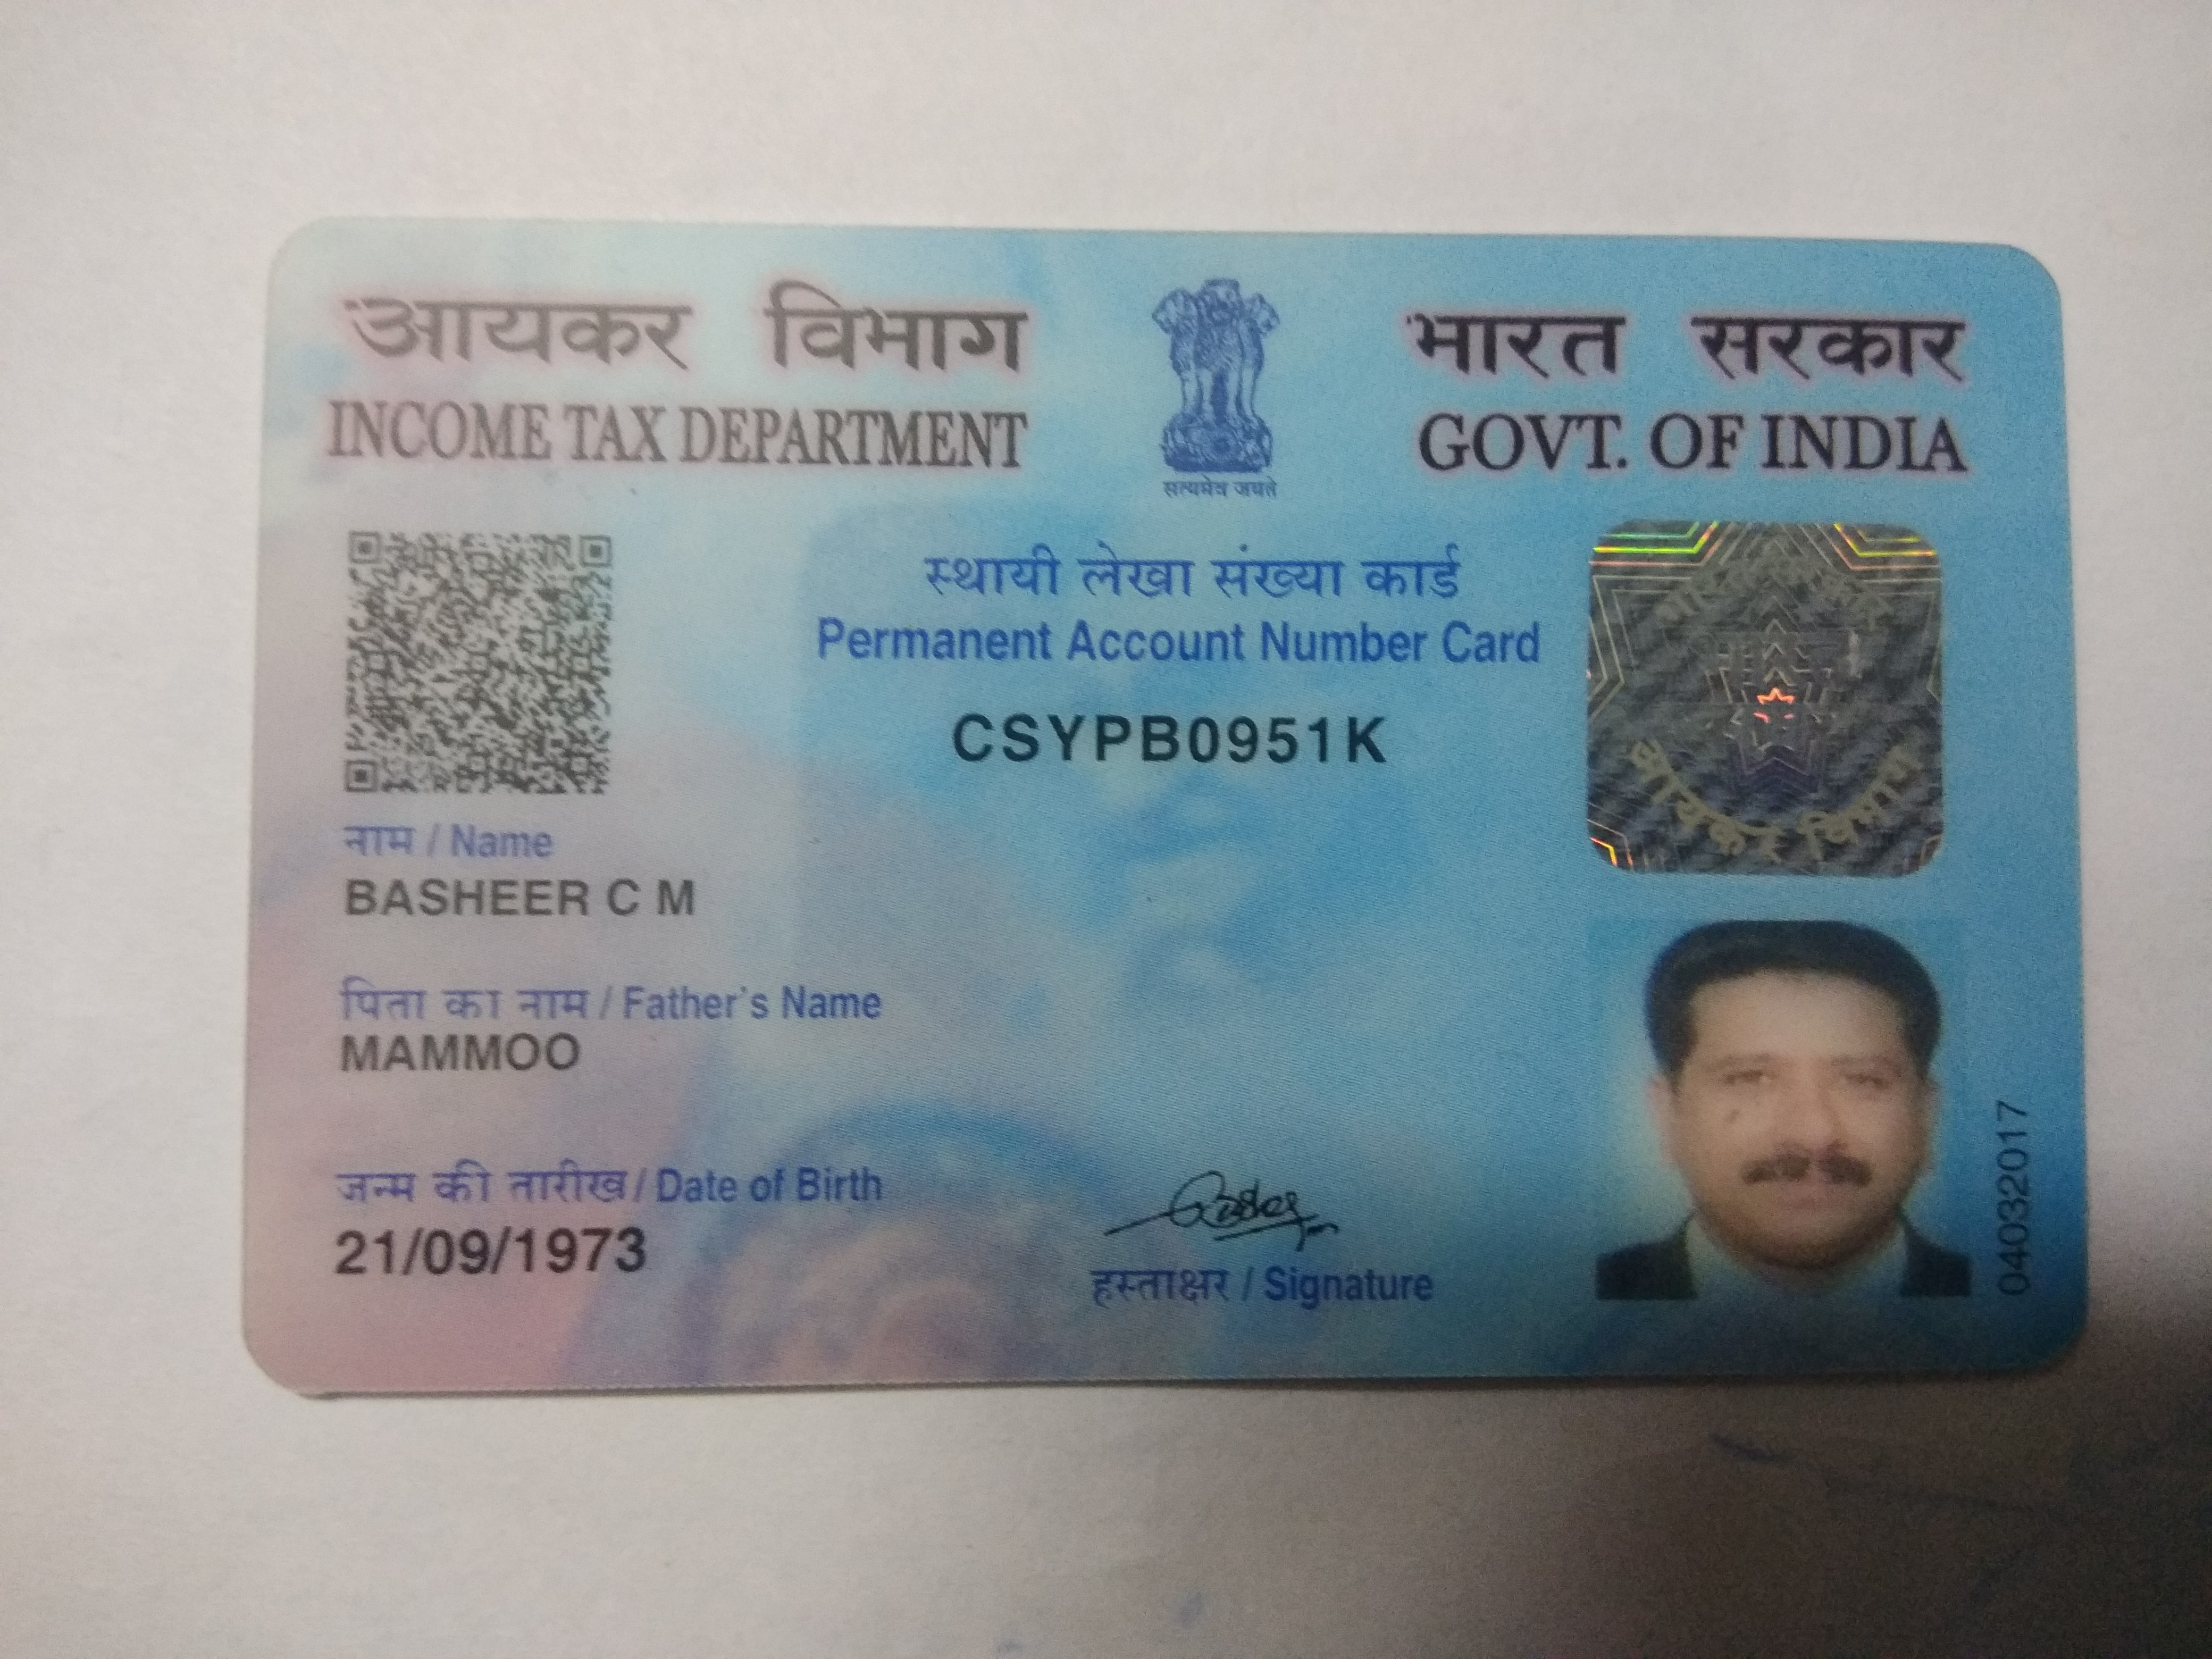 आयकर विभाग
INCOME TAX DEPARTMENT
सत्यमेव जयते
भारत सरकार
GOVT. OF INDIA
स्थायी लेखा संख्या कार्ड
Permanent Account Number Card
CSYPB0951K
आयकर विभाग
नाम / Name
BASHEER C M
पिता का नाम / Father's Name
MAMMOO
जन्म की तारीख / Date of Birth
21/09/1973
हस्ताक्षर / Signature
04032017